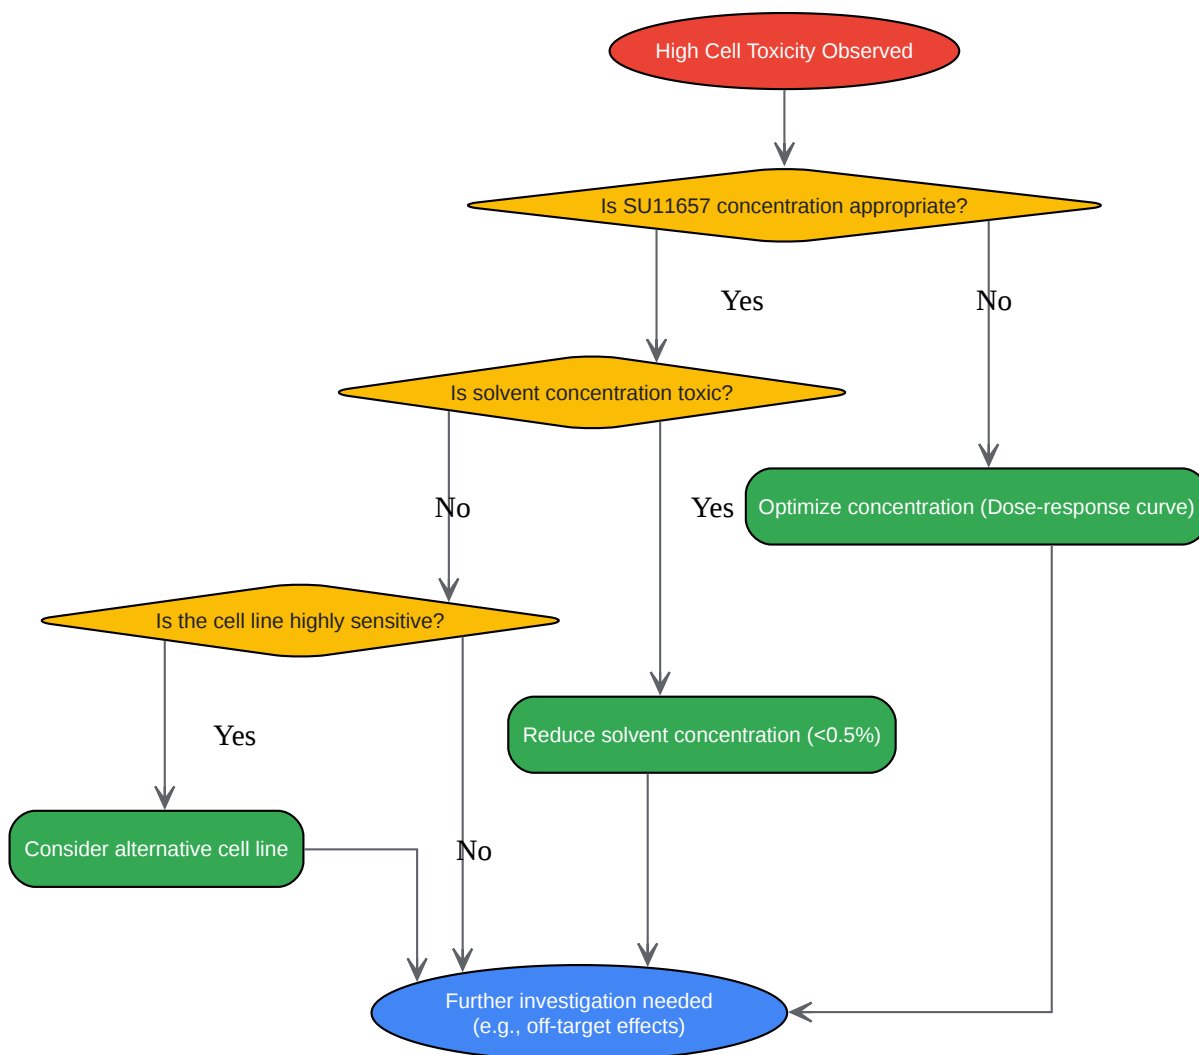 High Cell Toxicity Observed
Is SU11657 concentration appropriate?
Yes
No
Is solvent concentration toxic?
No
Yes
Optimize concentration (Dose-response curve)
Is the cell line highly sensitive?
Yes
Reduce solvent concentration (<0.5%)
Consider alternative cell line
No
Further investigation needed
(e.g., off-target effects)